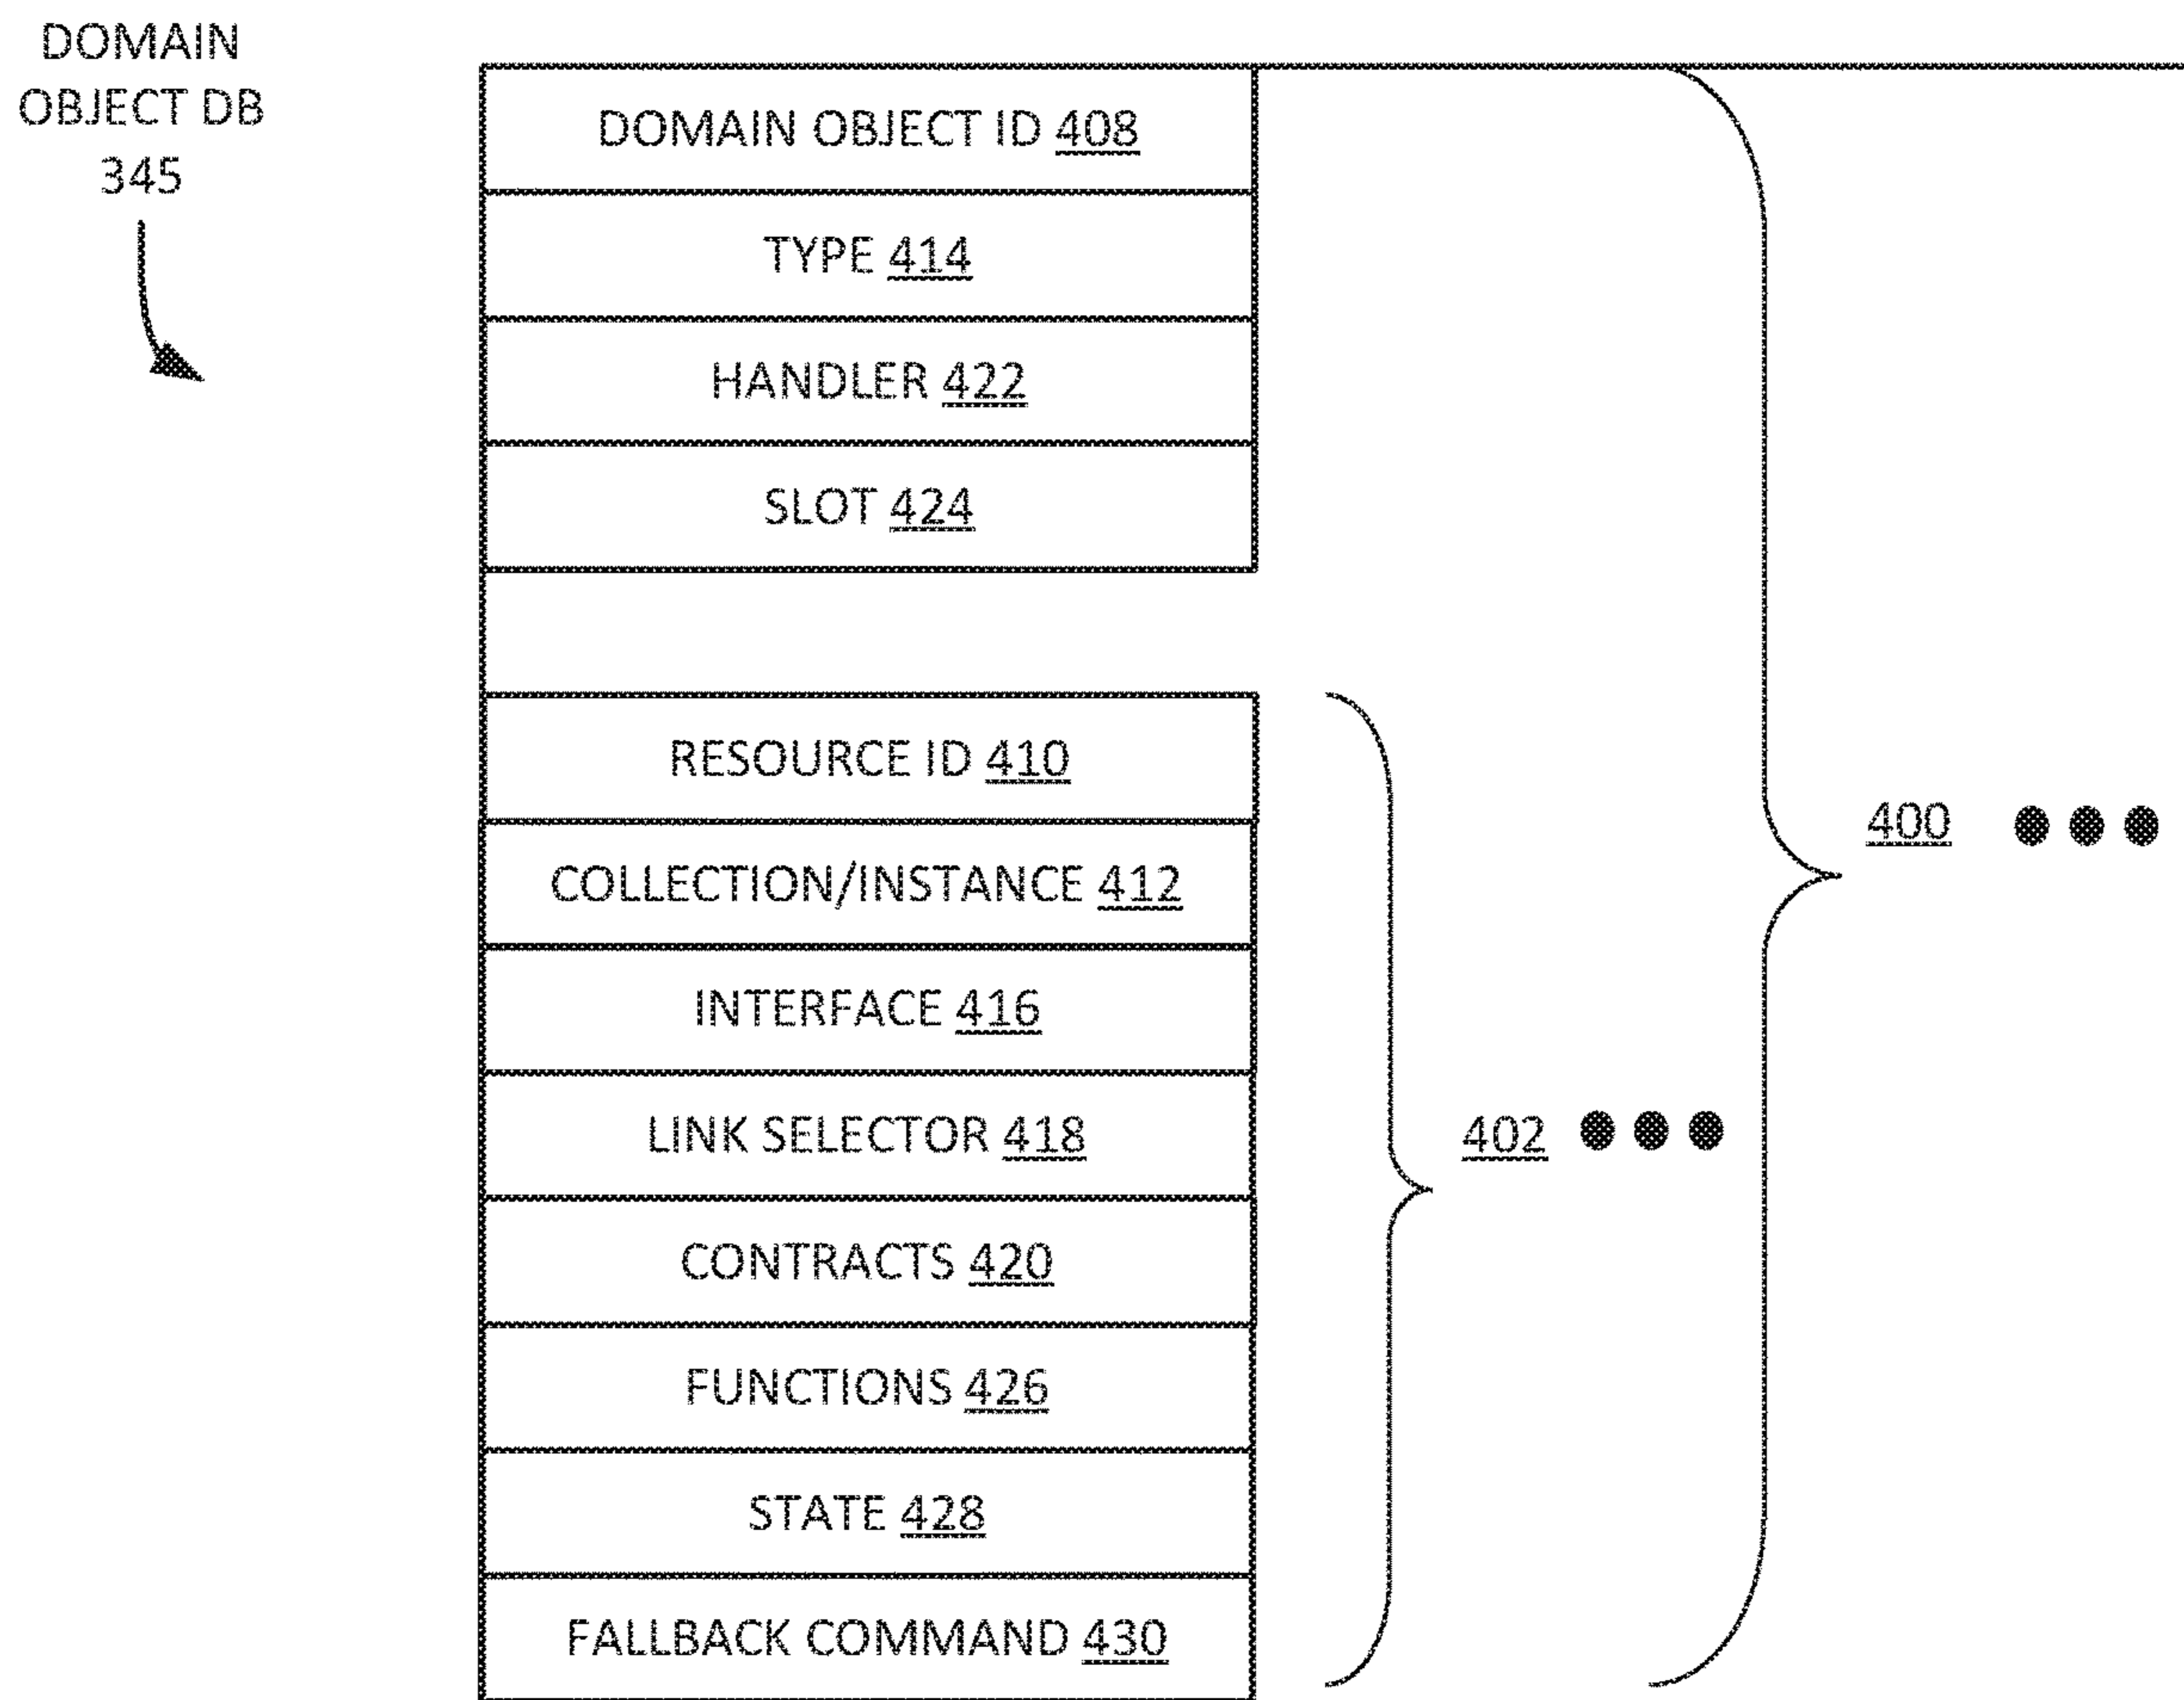 DOMAIN
OBJECT DB
345
DOMAIN OBJECT ID 408
TYPE 414
HANDLER 422
SLOT 424
RESOURCE ID 410
COLLECTION/INSTANCE 412
INTERFACE 416
LINK SELECTOR 418
CONTRACTS 420
FUNCTIONS 426
STATE 428
FALLBACK COMMAND 430
402
400